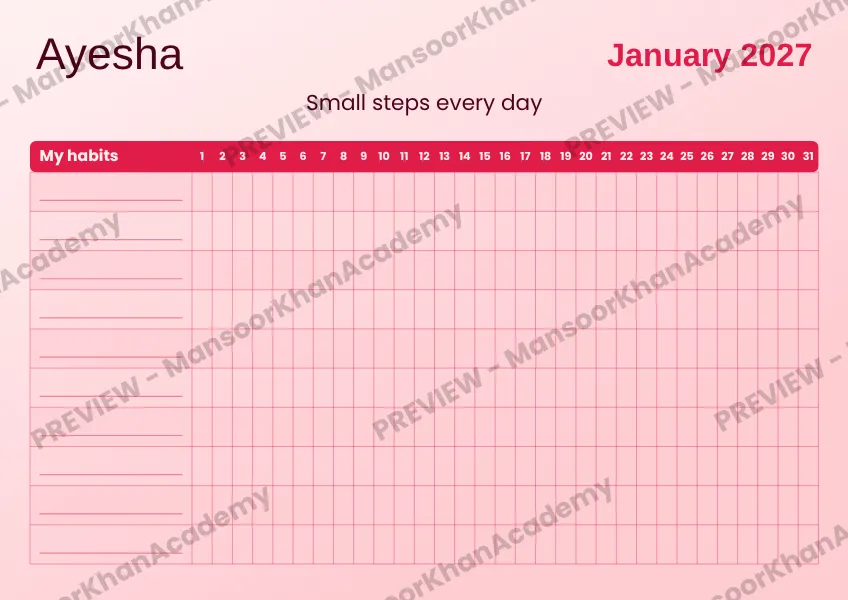 Ayesha
January 2027
Small steps every day
My habits 1 2 3 4 5 6 7 8 9 10 11 12 13 14 15 16 17 18 19 20 21 22 23 24 25 26 27 28 29 30 31
PREVIEW – MansoorKhanAcademy